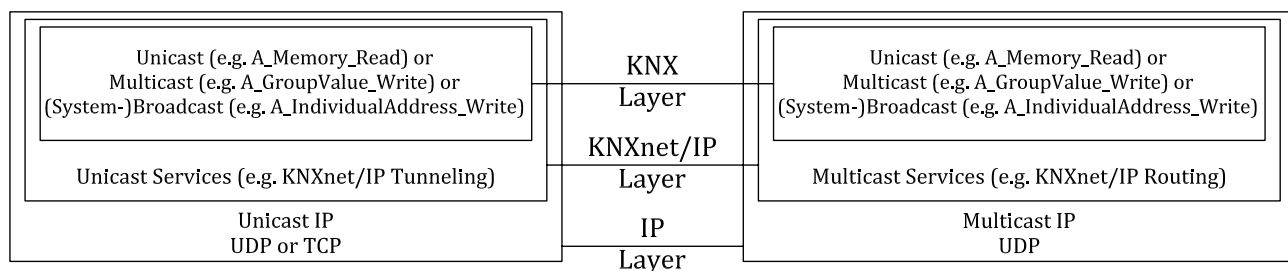 Unicast (e.g. A_Memory_Read) or
Multicast (e.g. A_GroupValue_Write) or
(System-)Broadcast (e.g. A_IndividualAddress_Write)
Unicast Services (e.g. KNXnet/IP Tunneling)
Unicast IP
UDP or TCP
KNX
Layer
KNXnet/IP
Layer
IP
Layer
Unicast (e.g. A_Memory_Read) or
Multicast (e.g. A_GroupValue_Write) or
(System-)Broadcast (e.g. A_IndividualAddress_Write)
Multicast Services (e.g. KNXnet/IP Routing)
Multicast IP
UDP